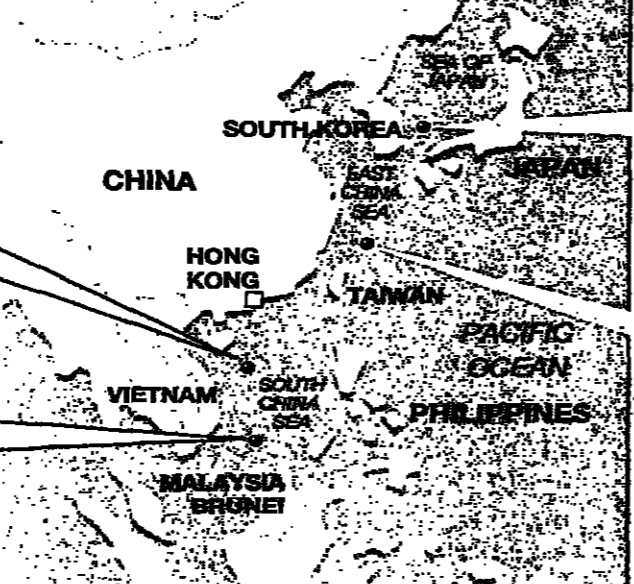 SEA OF
JAPAN
SOUTH KOREA
JAPAN
CHINA
EAST
CHINA
SEA
HONG
KONG
TAIWAN
PACIFIC
OCEAN
VIETNAM
SOUTH
CHINA
SEA
PHILIPPINES
MALAYSIA
BRUNEI